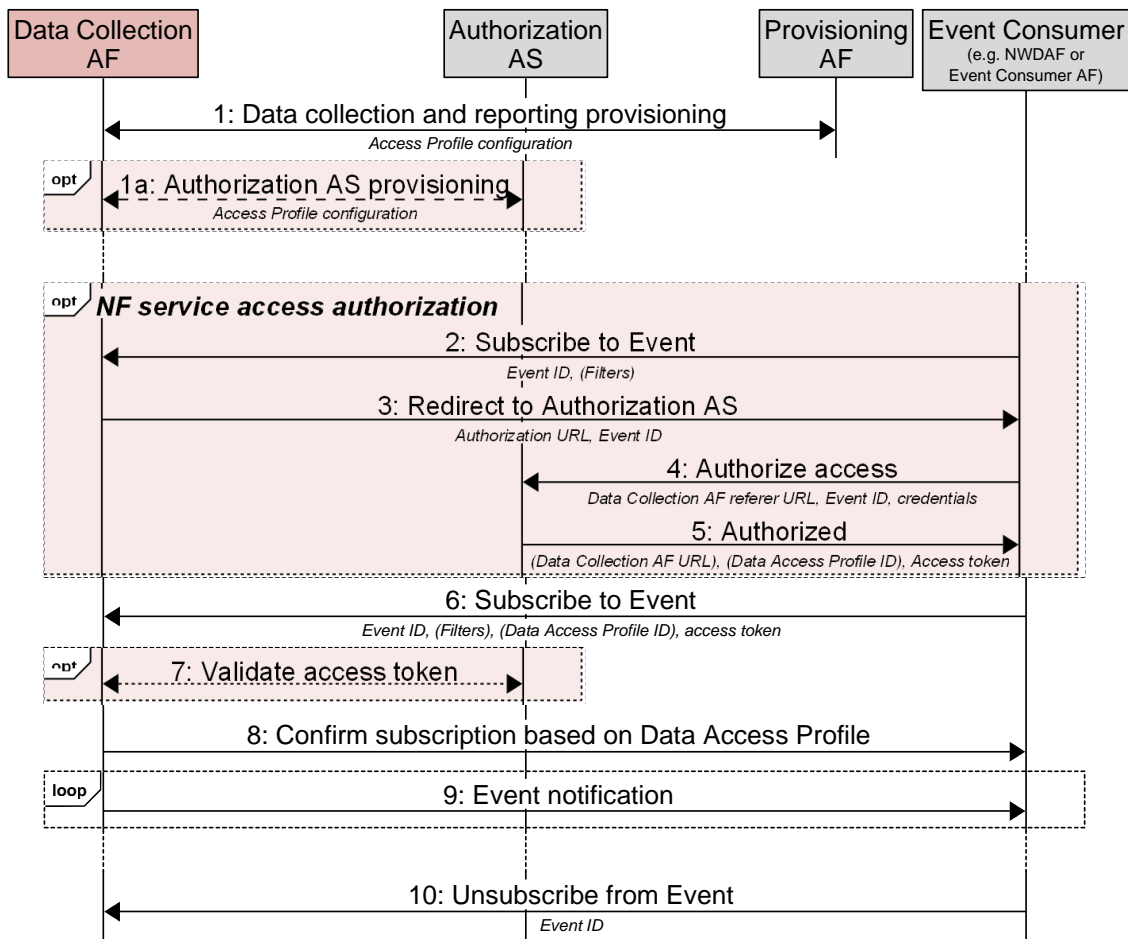 Data Collection
AF
Authorization
AS
Provisioning
AF
Event Consumer
(e.g. NWDAF or
Event Consumer AF)
1: Data collection and reporting provisioning
Access Profile configuration
opt
1a: Authorization AS provisioning
Access Profile configuration
opt
NF service access authorization
2: Subscribe to Event
Event ID, (Filters)
3: Redirect to Authorization AS
Authorization URL, Event ID
4: Authorize access
Data Collection AF referer URL, Event ID, credentials
5: Authorized
(Data Collection AF URL), (Data Access Profile ID), Access token
6: Subscribe to Event
Event ID, (Filters), (Data Access Profile ID), access token
opt
7: Validate access token
8: Confirm subscription based on Data Access Profile
loop
9: Event notification
10: Unsubscribe from Event
Event ID